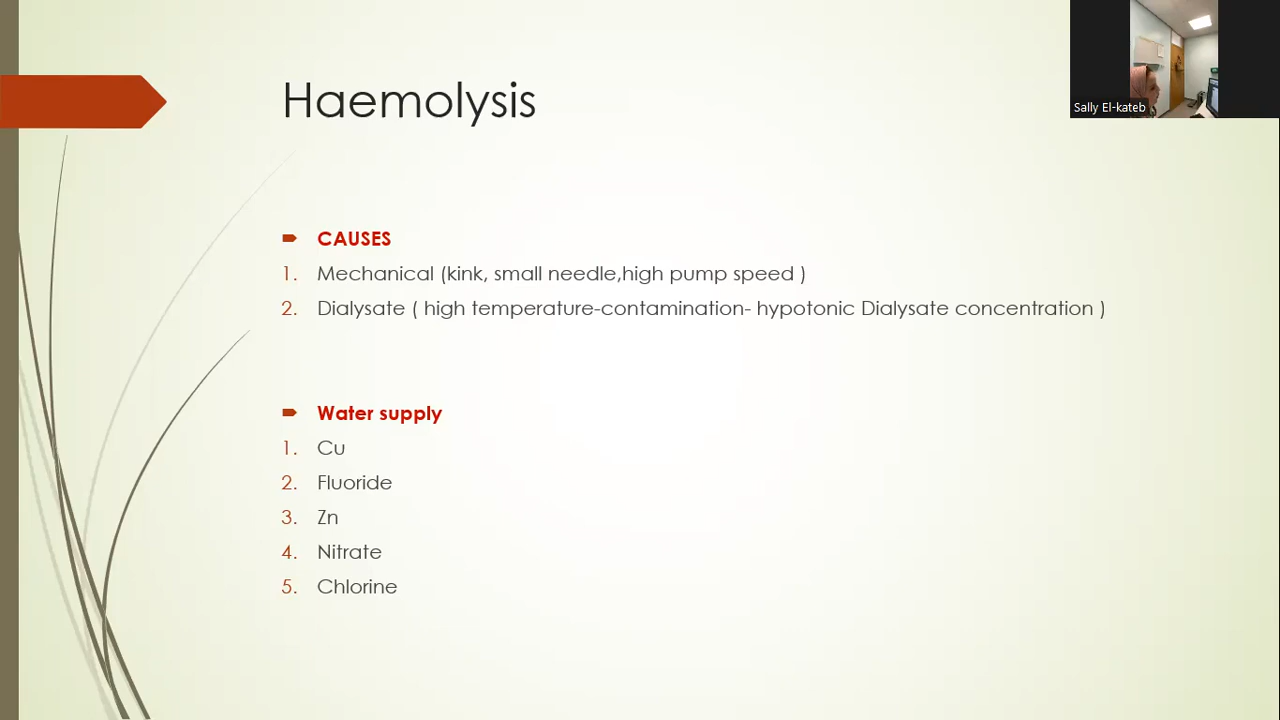 Haemolysis
Sally El-kateb
CAUSES
1. Mechanical (kink, small needle,high pump speed )
2. Dialysate ( high temperature-contamination- hypotonic Dialysate concentration )
Water supply
1. Cu
2. Fluoride
3. Zn
4. Nitrate
5. Chlorine